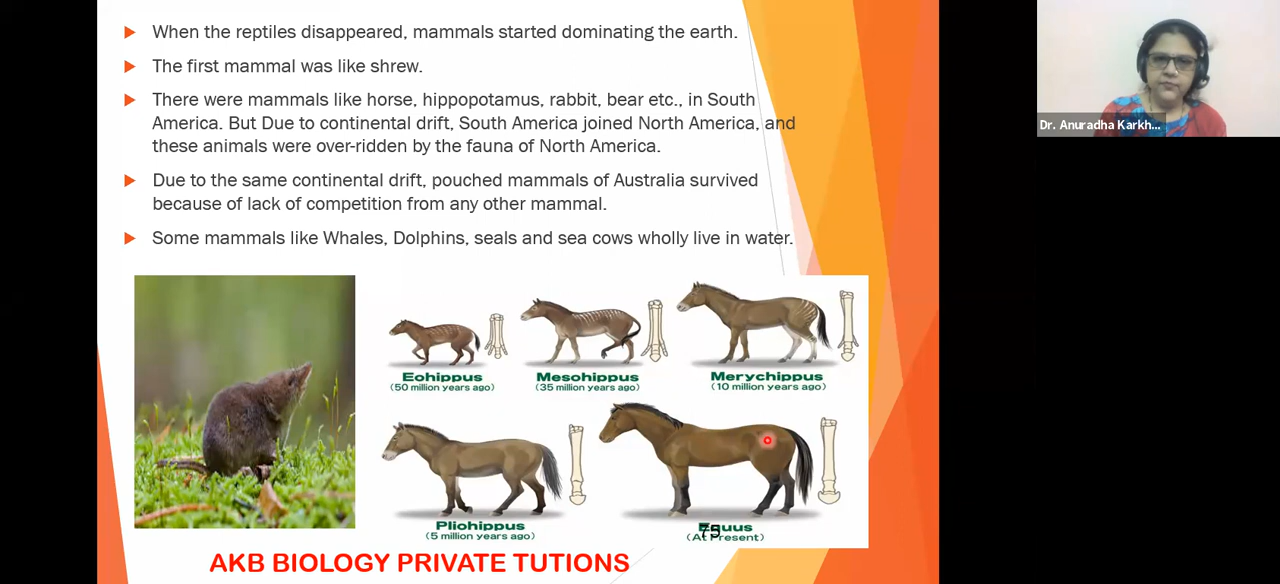 When the reptiles disappeared, mammals started dominating the earth.
The first mammal was like shrew.
There were mammals like horse, hippopotamus, rabbit, bear etc., in South
America. But Due to continental drift, South America joined North America, and
these animals were over-ridden by the fauna of North America.
Due to the same continental drift, pouched mammals of Australia survived
because of lack of competition from any other mammal.
Some mammals like Whales, Dolphins, seals and sea cows wholly live in water.
Dr. Anuradha Karkh...
Eohippus
(50 million years ago)
Mesohippus
(35 million years ago)
Merychippus
(10 million years ago)
Pliohippus
(5 million years ago)
Equus
(At Present)
75
AKB BIOLOGY PRIVATE TUTIONS